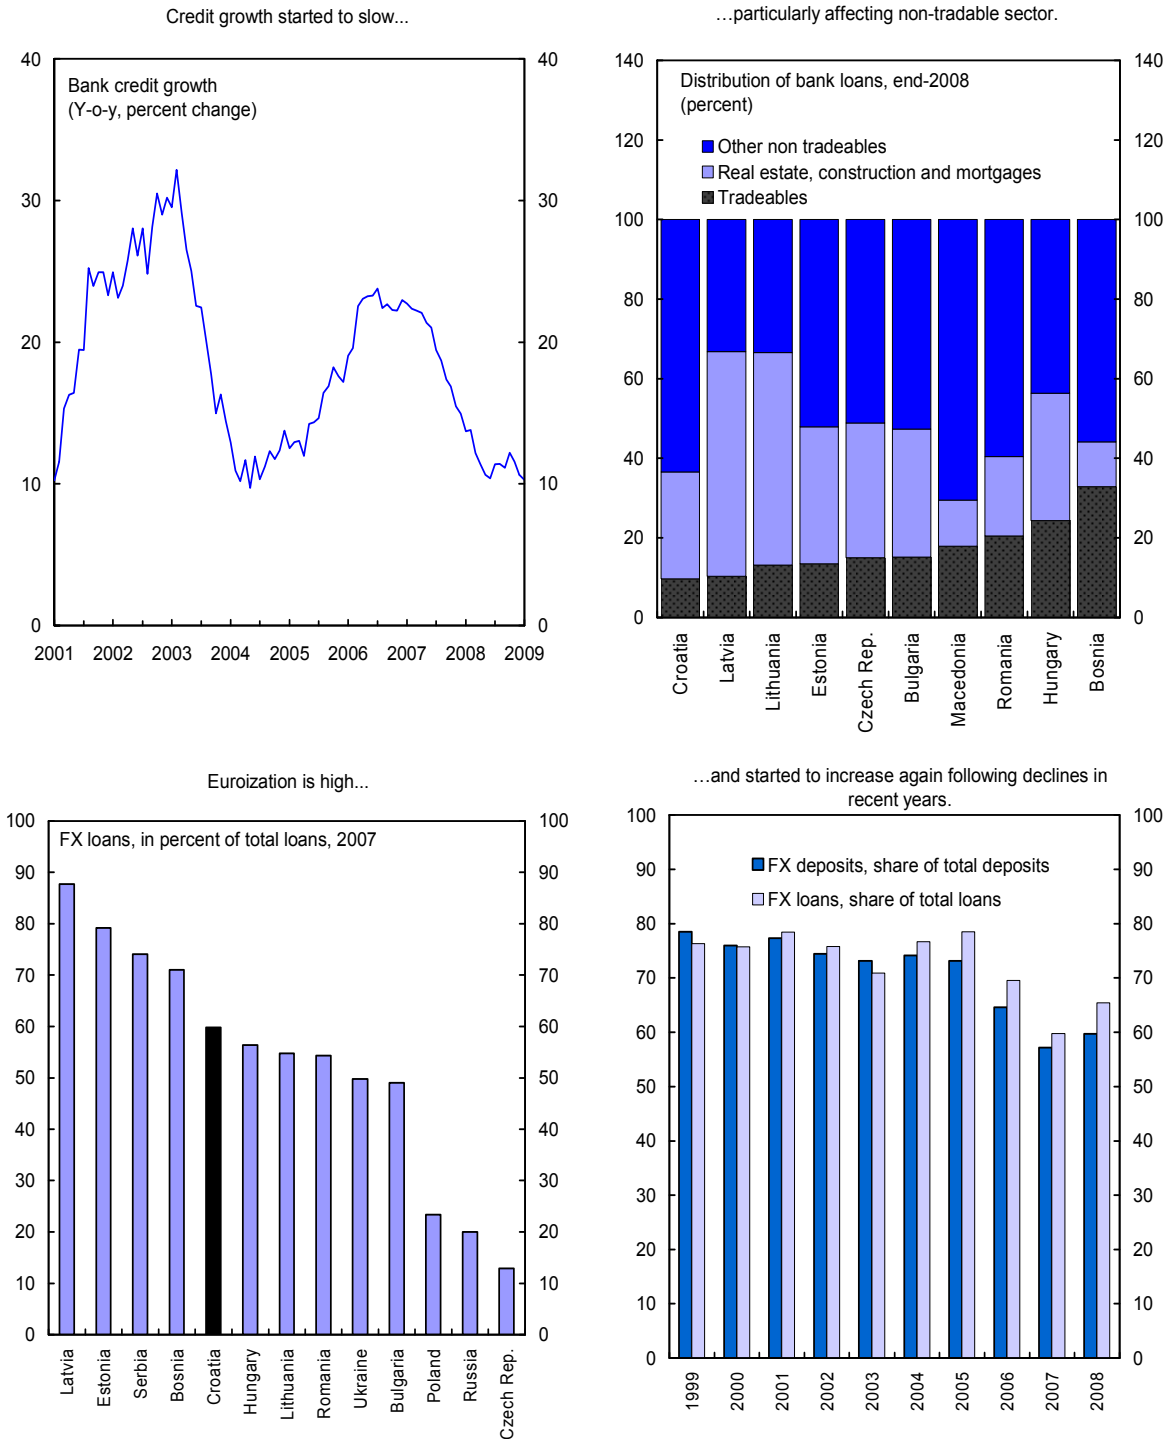 Credit growth started to slow...
40
40
Bank credit growth
(Y-o-y, percent change)
30
30
20
20
10
10
0
0
2001 2002 2003 2004 2005 2006 2007 2008 2009
…particularly affecting non-tradable sector.
140
140
Distribution of bank loans, end-2008
(percent)
120
120
Other non tradeables
Real estate, construction and mortgages
Tradeables
100
100
80
80
60
60
40
40
20
20
0
0
Croatia
Latvia
Lithuania
Estonia
Czech Rep.
Bulgaria
Macedonia
Romania
Hungary
Bosnia
Euroization is high...
100
100
FX loans, in percent of total loans, 2007
90
90
80
80
70
70
60
60
50
50
40
40
30
30
20
20
10
10
0
0
Latvia
Estonia
Serbia
Bosnia
Croatia
Hungary
Lithuania
Romania
Ukraine
Bulgaria
Poland
Russia
Czech Rep.
…and started to increase again following declines in
recent years.
100
100
FX deposits, share of total deposits
90
90
FX loans, share of total loans
80
80
70
70
60
60
50
50
40
40
30
30
20
20
10
10
0
0
1999
2000
2001
2002
2003
2004
2005
2006
2007
2008